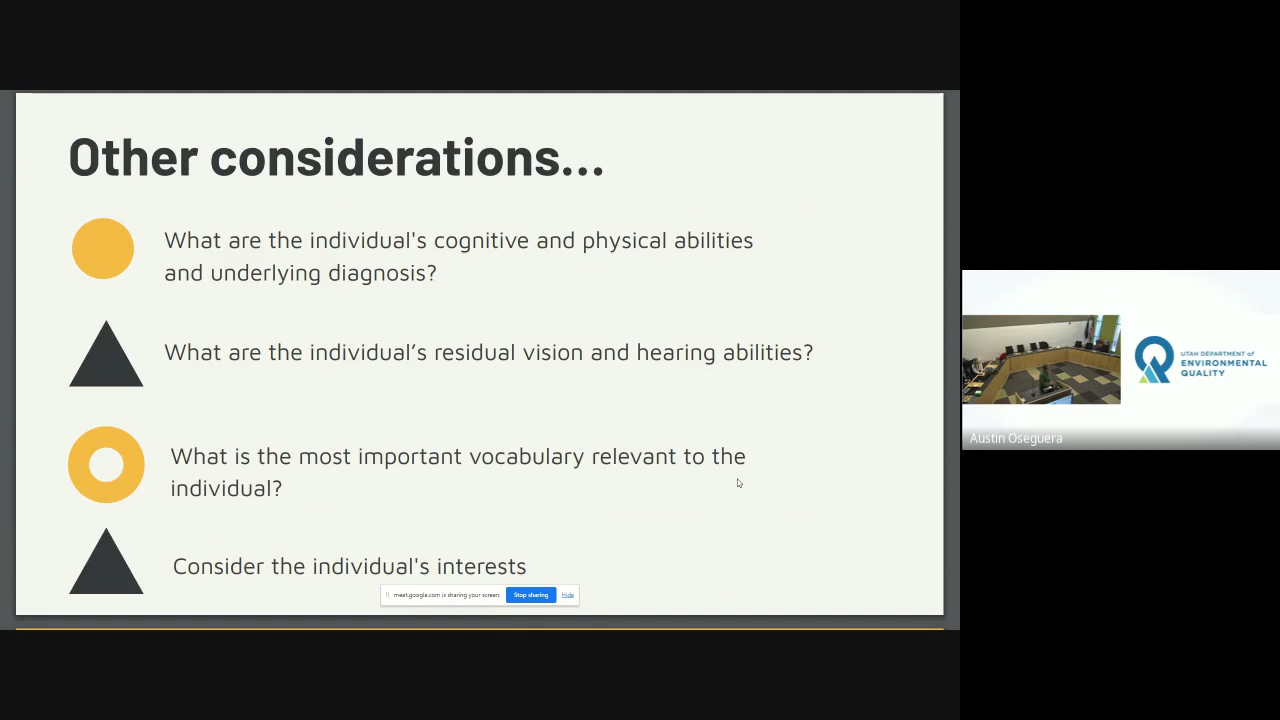 Other considerations...
What are the individual's cognitive and physical abilities
and underlying diagnosis?
What are the individual’s residual vision and hearing abilities?
What is the most important vocabulary relevant to the
individual?
Consider the individual's interests
meet.google.com is sharing your screen.
Stop sharing
Hide
UTAH DEPARTMENT of
ENVIRONMENTAL
QUALITY
Austin Oseguera